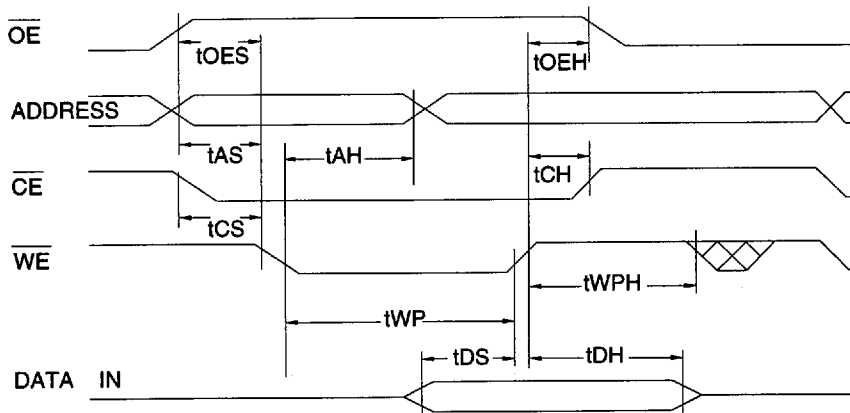 OE
tOES
tOEH
ADDRESS
tAS
tAH
tCH
CE
tCS
WE
tWPH
tWP
tDS
tDH
DATA IN